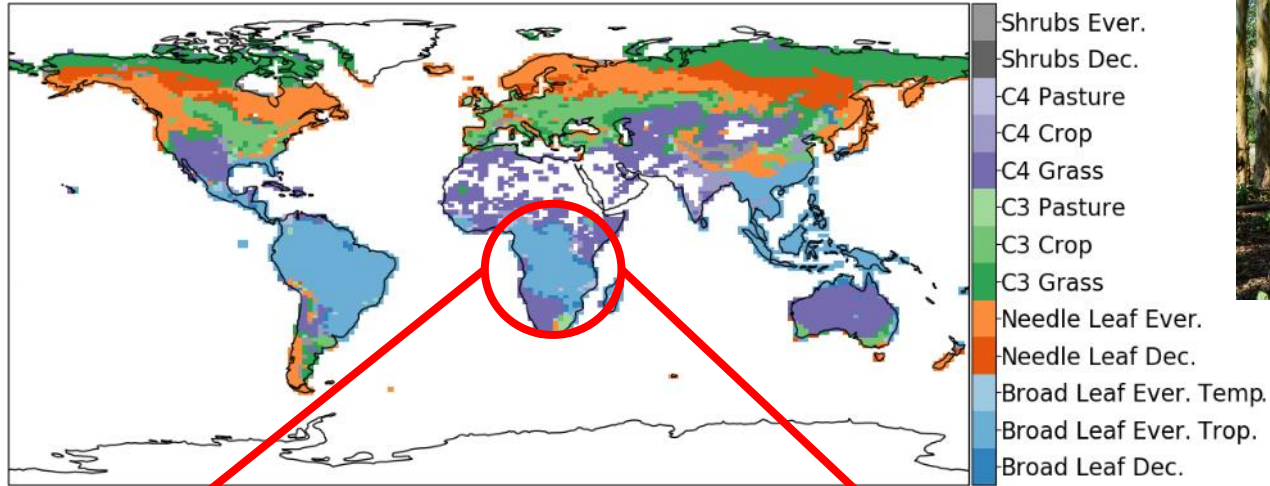 Shrubs Ever.
Shrubs Dec.
C4 Pasture
C4 Crop
C4 Grass
C3 Pasture
C3 Crop
C3 Grass
Needle Leaf Ever.
Needle Leaf Dec.
Broad Leaf Ever. Temp.
Broad Leaf Ever. Trop.
Broad Leaf Dec.